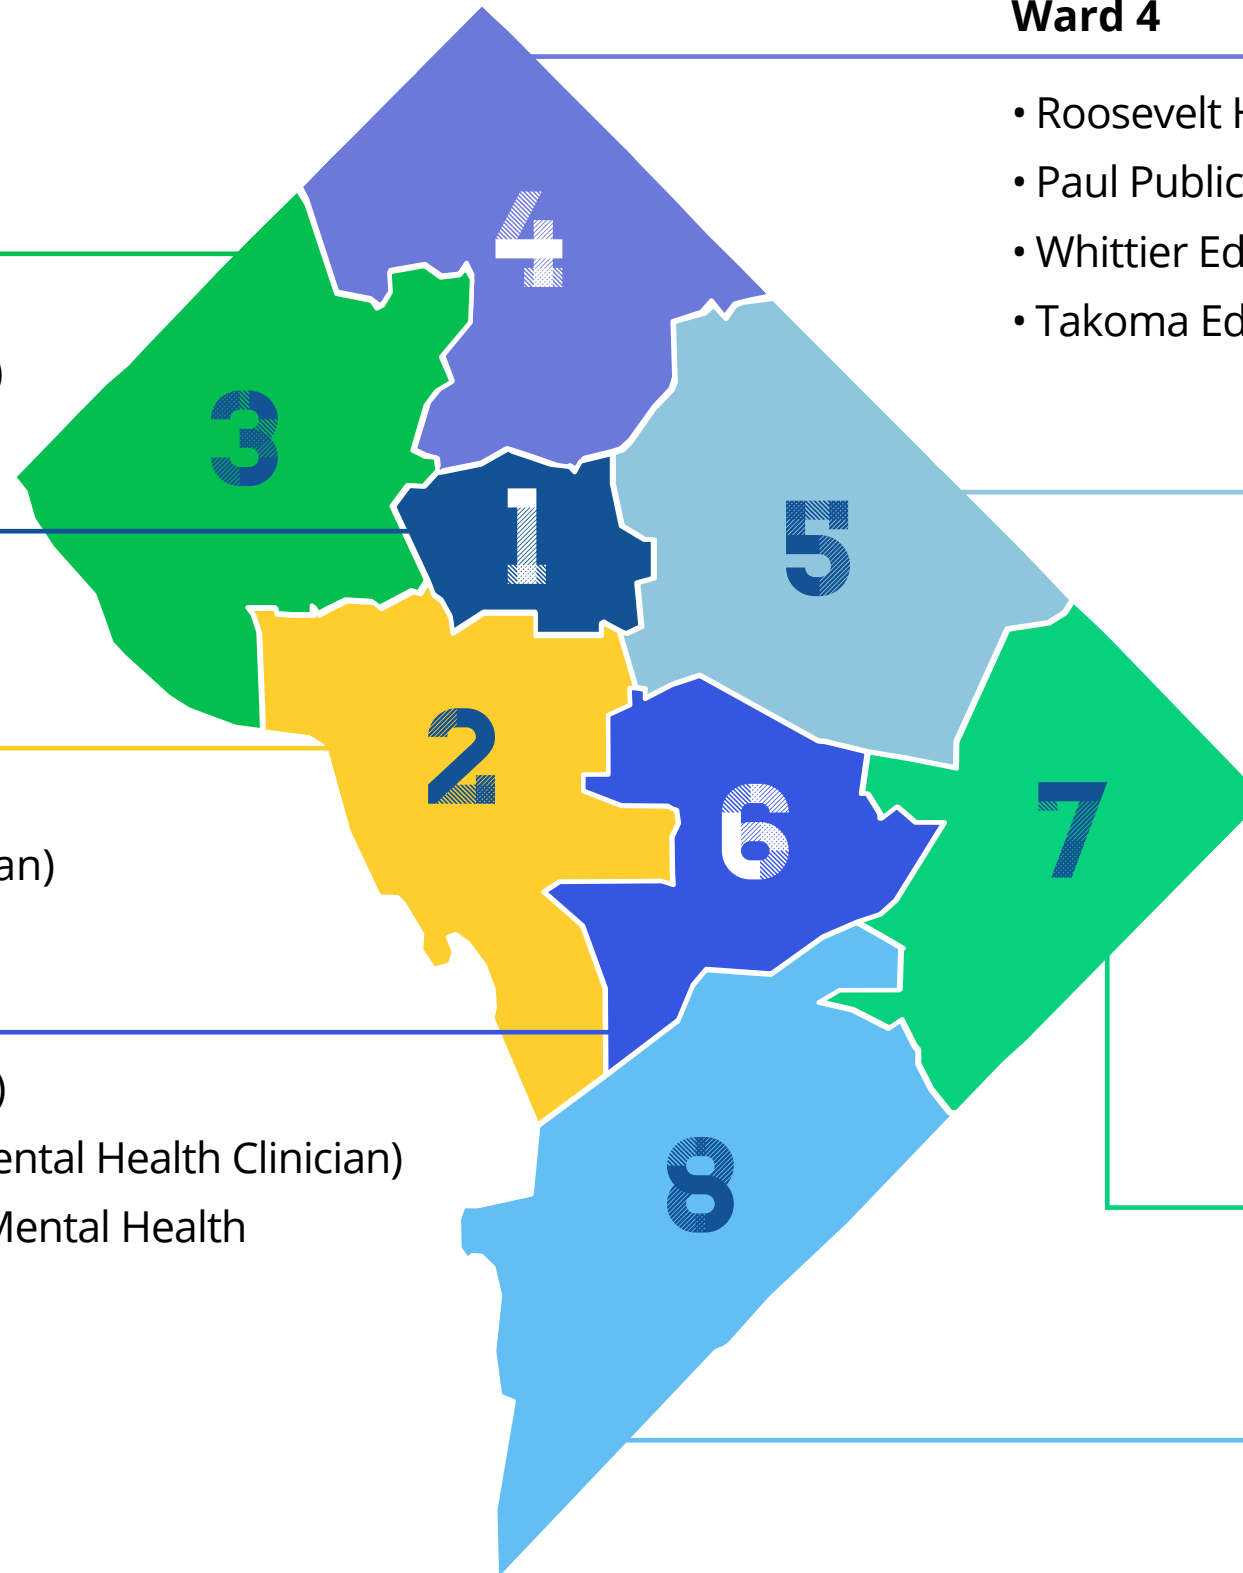 Ward 4
• Roosevelt
• Paul Public
• Whittier Ed
• Takoma Ed
4
3
1
5
2
6
7
an)
)
)
ental Health Clinician)
Mental Health
8